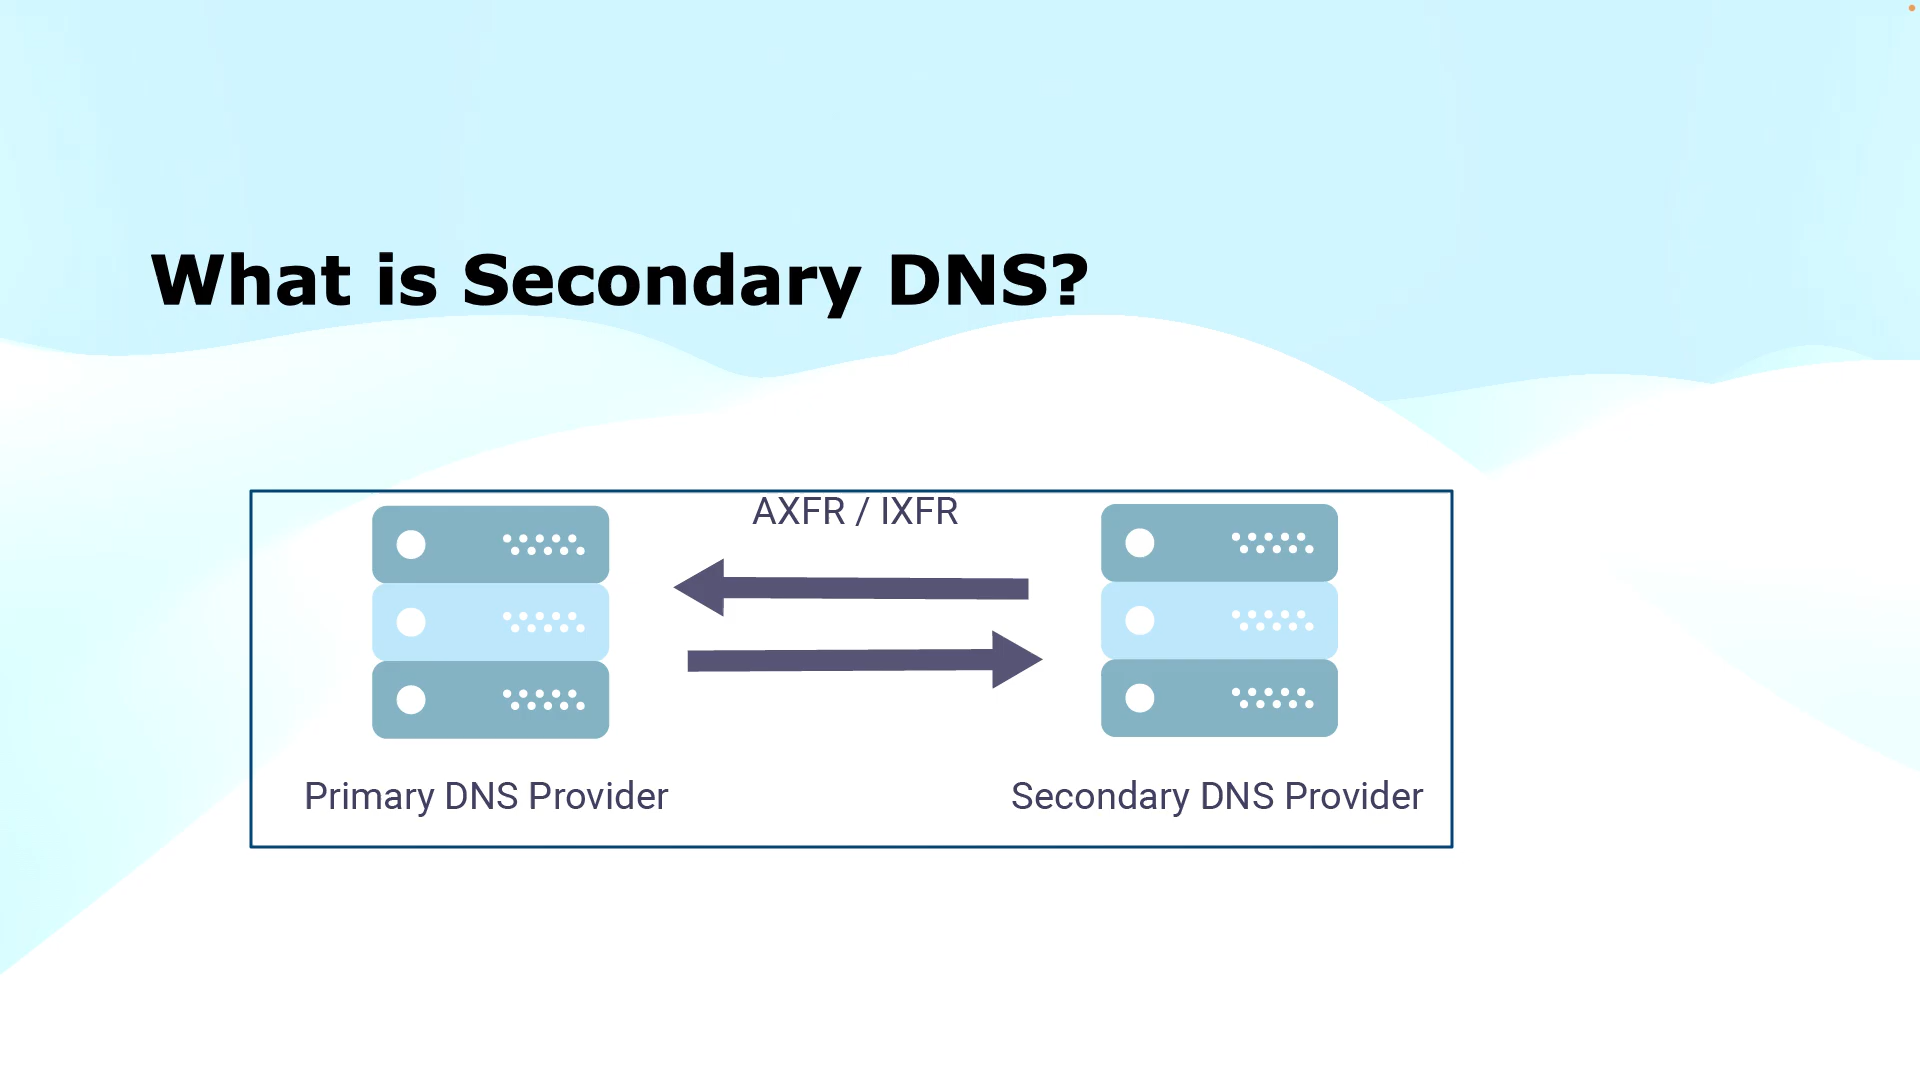 What is Secondary DNS?
AXFR / IXFR
Primary DNS Provider
Secondary DNS Provider